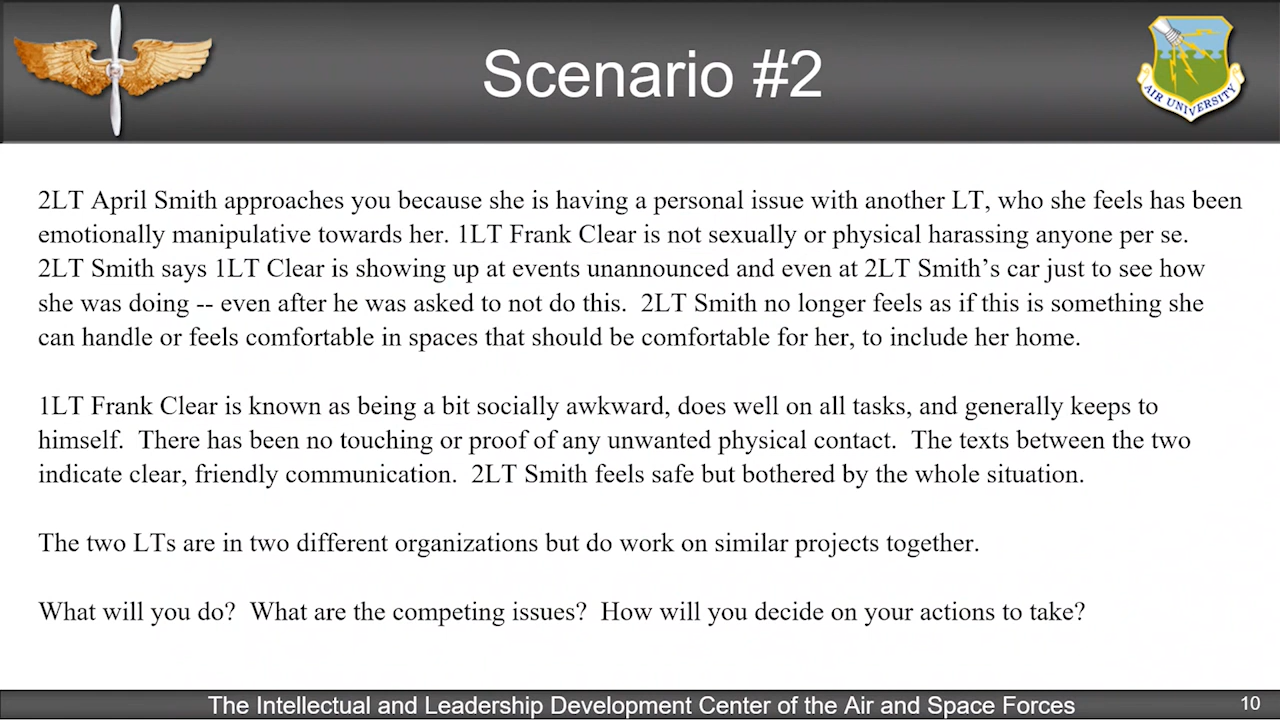 Scenario #2
AIR UNIVERSITY
2LT April Smith approaches you because she is having a personal issue with another LT, who she feels has been
emotionally manipulative towards her. 1LT Frank Clear is not sexually or physical harassing anyone per se.
2LT Smith says 1LT Clear is showing up at events unannounced and even at 2LT Smith’s car just to see how
she was doing -- even after he was asked to not do this.  2LT Smith no longer feels as if this is something she
can handle or feels comfortable in spaces that should be comfortable for her, to include her home.
1LT Frank Clear is known as being a bit socially awkward, does well on all tasks, and generally keeps to
himself.  There has been no touching or proof of any unwanted physical contact.  The texts between the two
indicate clear, friendly communication.  2LT Smith feels safe but bothered by the whole situation.
The two LTs are in two different organizations but do work on similar projects together.
What will you do?  What are the competing issues?  How will you decide on your actions to take?
The Intellectual and Leadership Development Center of the Air and Space Forces
10